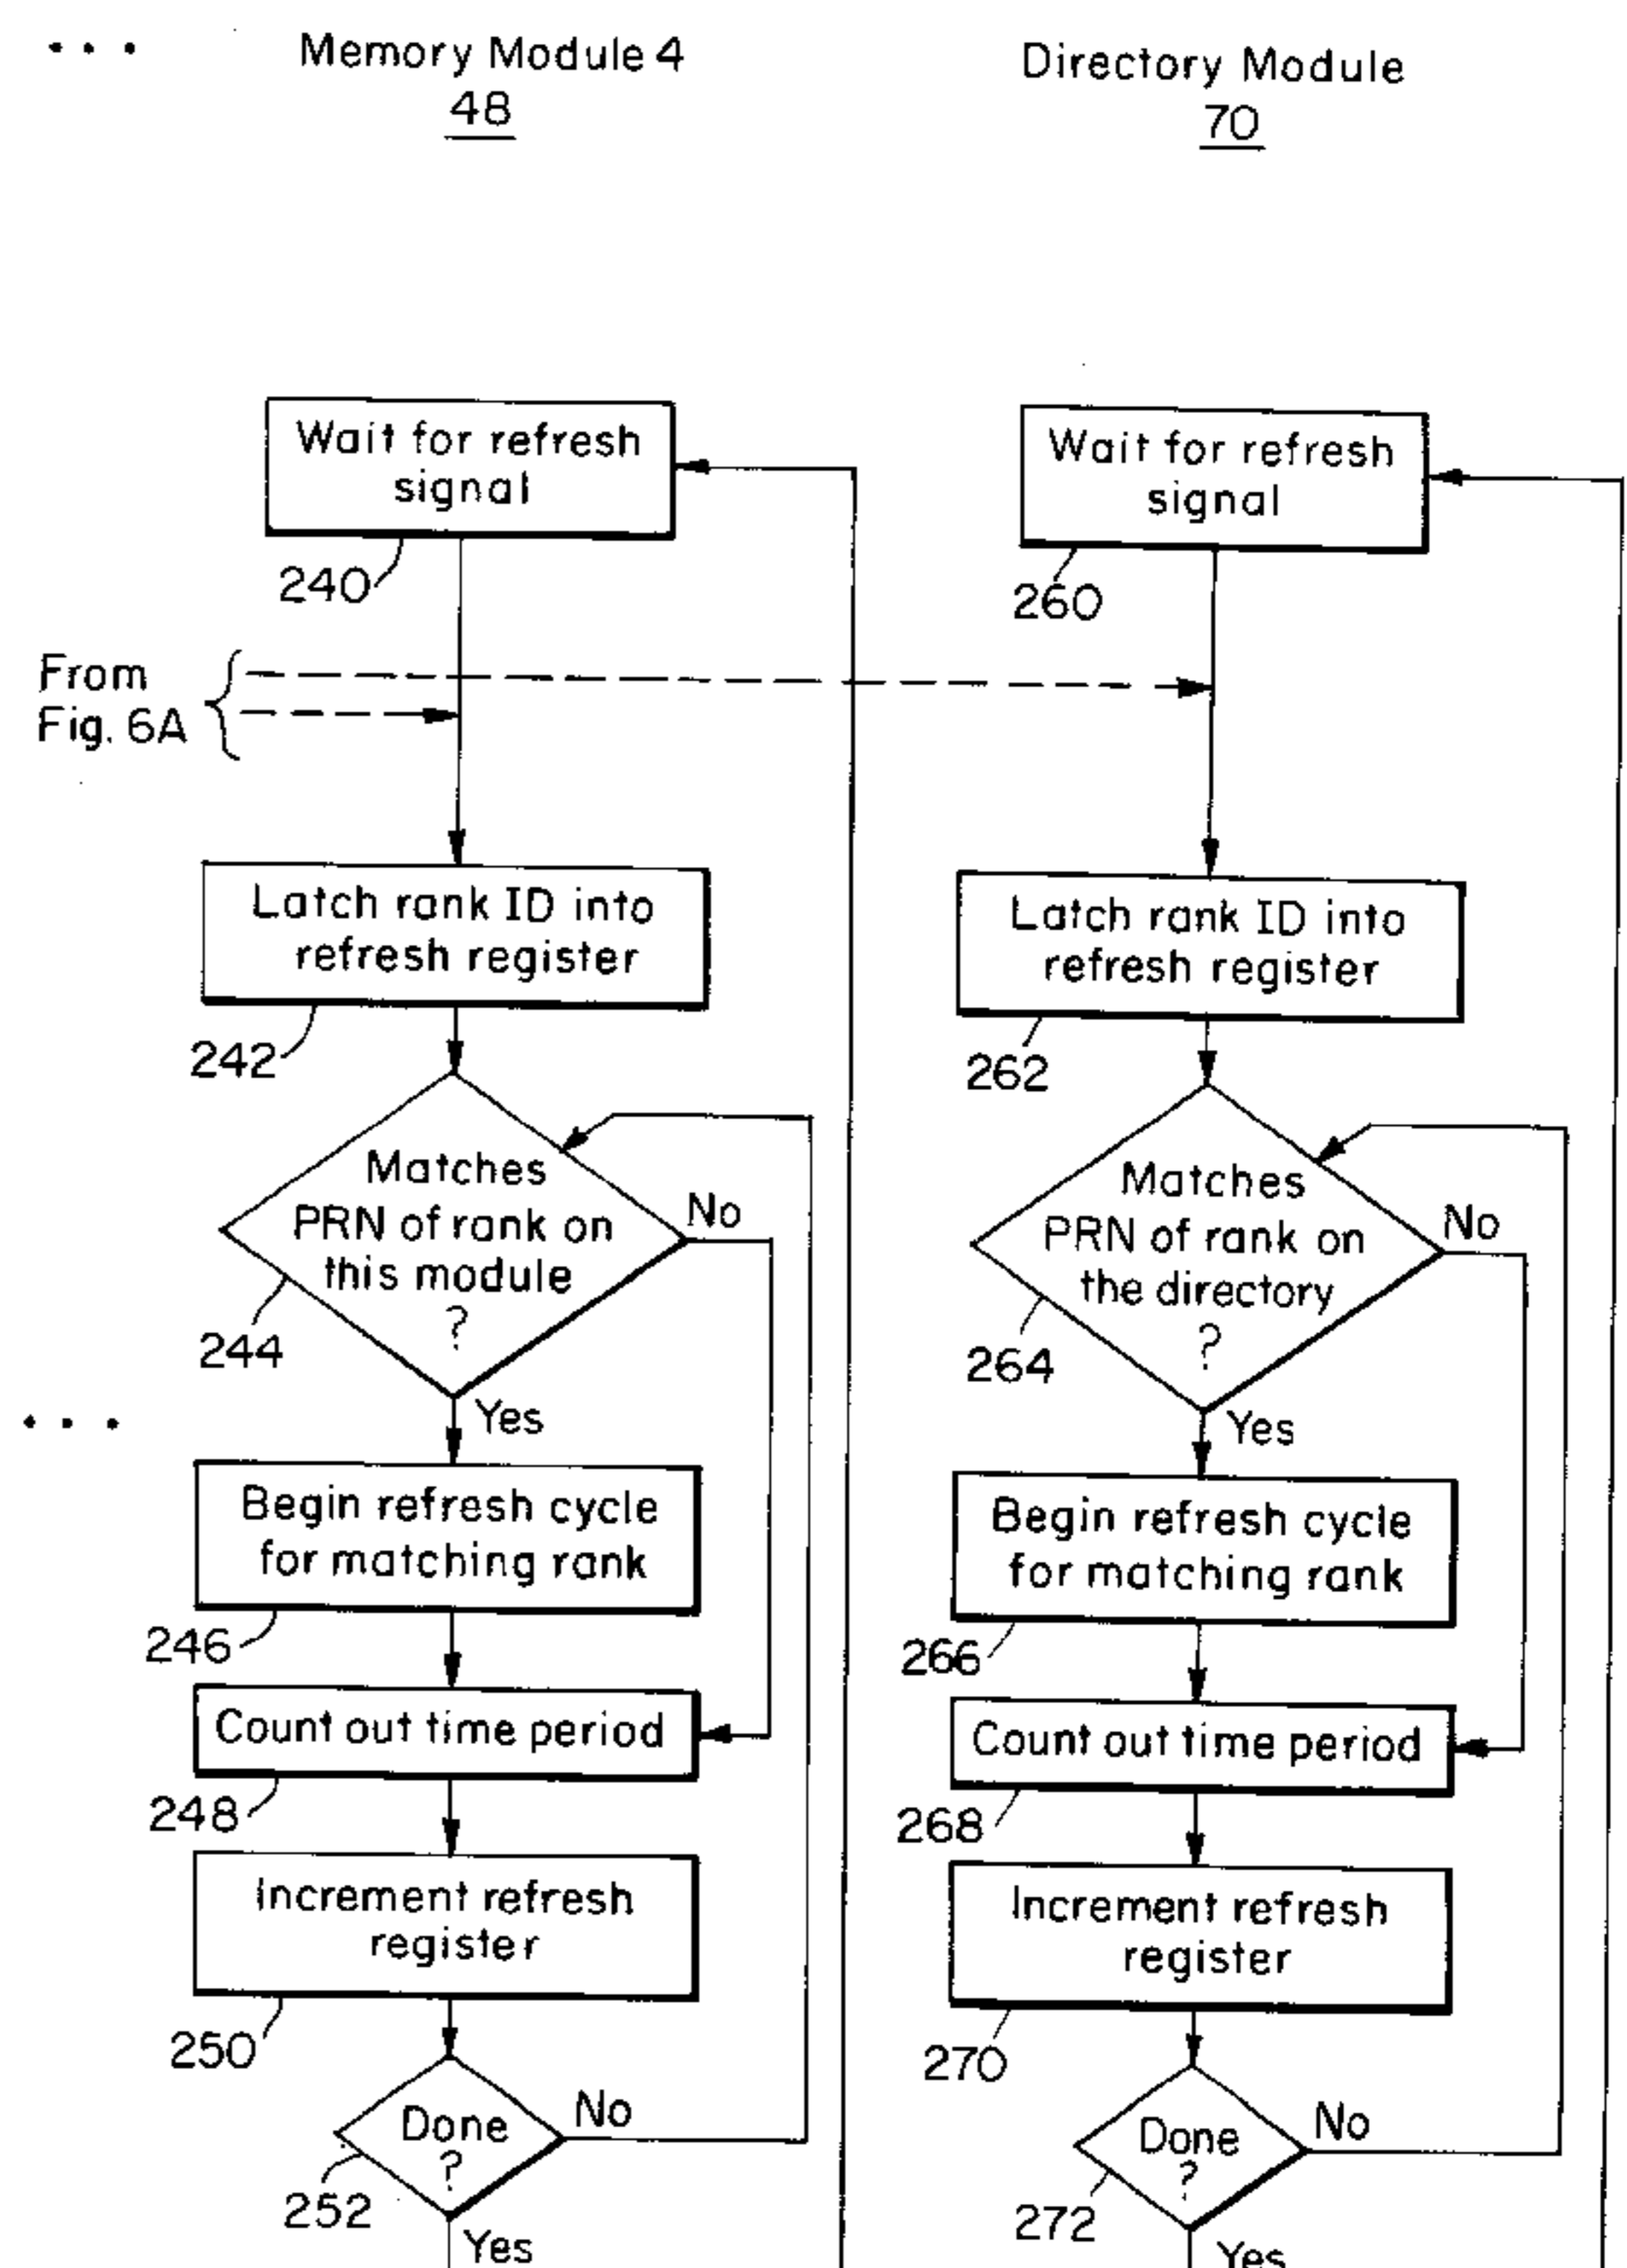 Memory Module 4
48
Directory Module
70
Wait for refresh
signal
240
From
Fig. 6A
Latch rank ID into
refresh register
242
Matches
PRN of rank on
this module
?
No
244
Yes
Begin refresh cycle
for matching rank
246
Count out time period
248
Increment refresh
register
250
Done
?
No
252
Yes
Wait for refresh
signal
260
Latch rank ID into
refresh register
262
Matches
PRN of rank on
the directory
?
No
264
Yes
Begin refresh cycle
for matching rank
266
Count out time period
268
Increment refresh
register
270
Done
?
No
272
Yes